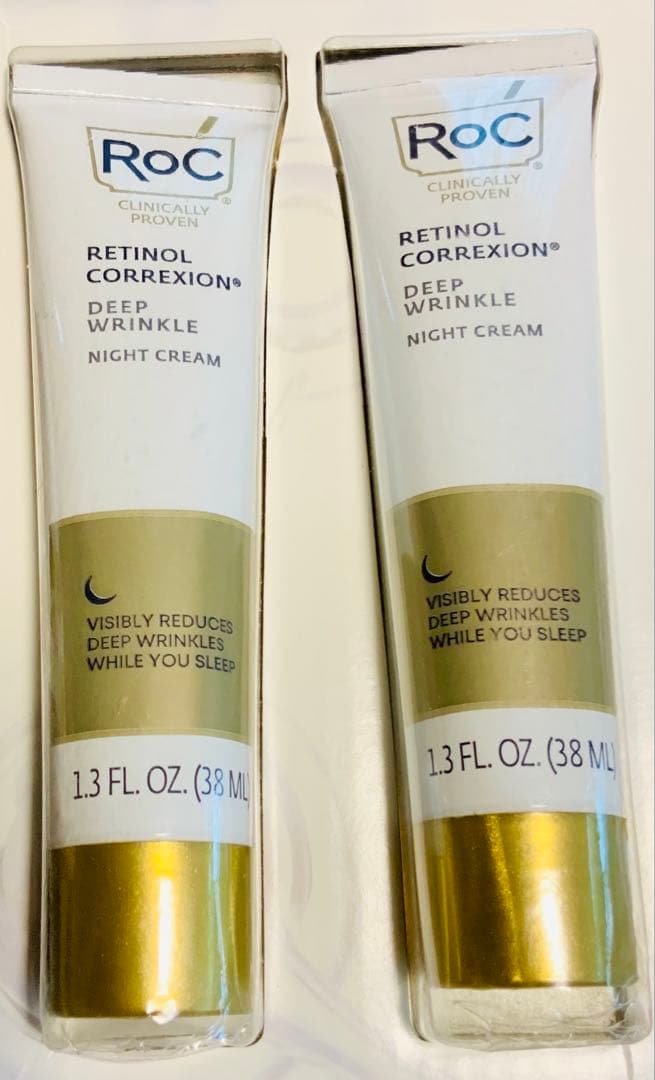 RoC®
CLINICALLY
PROVEN
RETINOL
CORREXION®
DEEP
WRINKLE
NIGHT CREAM
VISIBLY REDUCES
DEEP WRINKLES
WHILE YOU SLEEP
1.3 FL. OZ. (38 ML)
RoC®
CLINICALLY
PROVEN
RETINOL
CORREXION®
DEEP
WRINKLE
NIGHT CREAM
VISIBLY REDUCES
DEEP WRINKLES
WHILE YOU SLEEP
1.3 FL. OZ. (38 ML)